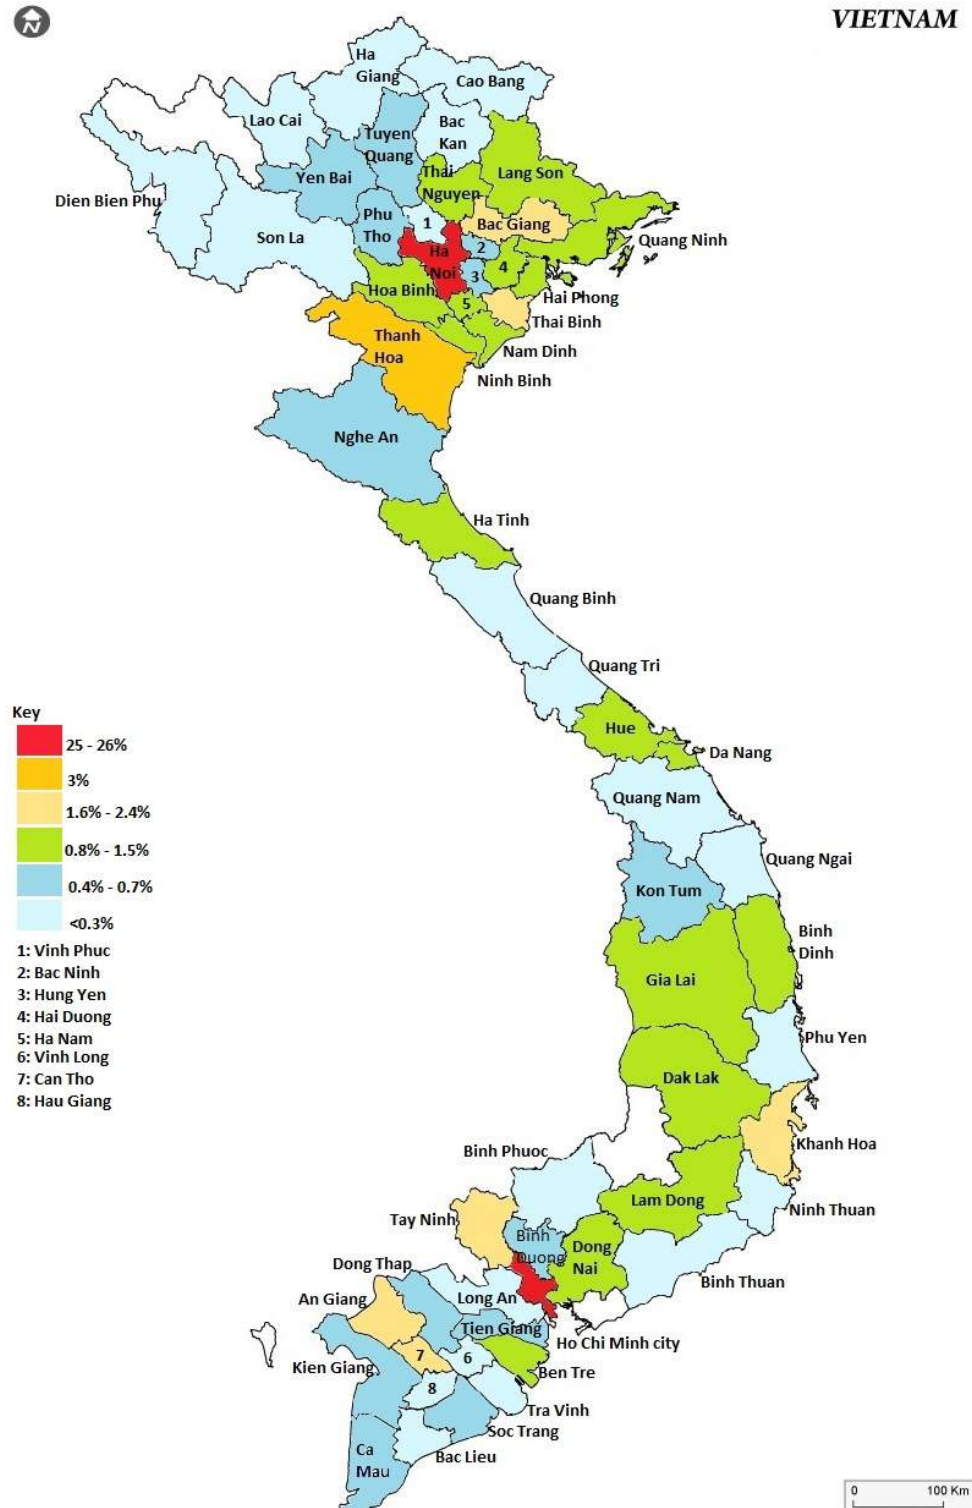 N
VIETNAM
Ha
Giang
Cao Bang
Lao Cai
Bac
Kan
Tuyen
Quang
Yen Bai
Thai
Nguyen
Lang Son
Dien Bien Phu
Phu
Tho
1
Bac Giang
Son La
Quang Ninh
Ha
Noi
2
3
4
Hoa Binh
5
Hai Phong
Thai Binh
Thanh
Hoa
Nam Dinh
Ninh Binh
Nghe An
Ha Tinh
Quang Binh
Quang Tri
Hue
Da Nang
Quang Nam
Quang Ngai
Kon Tum
Binh
Dinh
Gia Lai
Phu Yen
Dak Lak
Khanh Hoa
Binh Phuoc
Lam Dong
Ninh Thuan
Tay Ninh
Binh
Duong
Dong
Nai
Dong Thap
Binh Thuan
An Giang
Long An
Tien Giang
Ho Chi Minh city
Kien Giang
7
6
Ben Tre
8
Tra Vinh
Soc Trang
Bac Lieu
Ca
Mau
Key
25 - 26%
3%
1.6% - 2.4%
0.8% - 1.5%
0.4% - 0.7%
<0.3%
1: Vinh Phuc
2: Bac Ninh
3: Hung Yen
4: Hai Duong
5: Ha Nam
6: Vinh Long
7: Can Tho
8: Hau Giang
0 100 Km